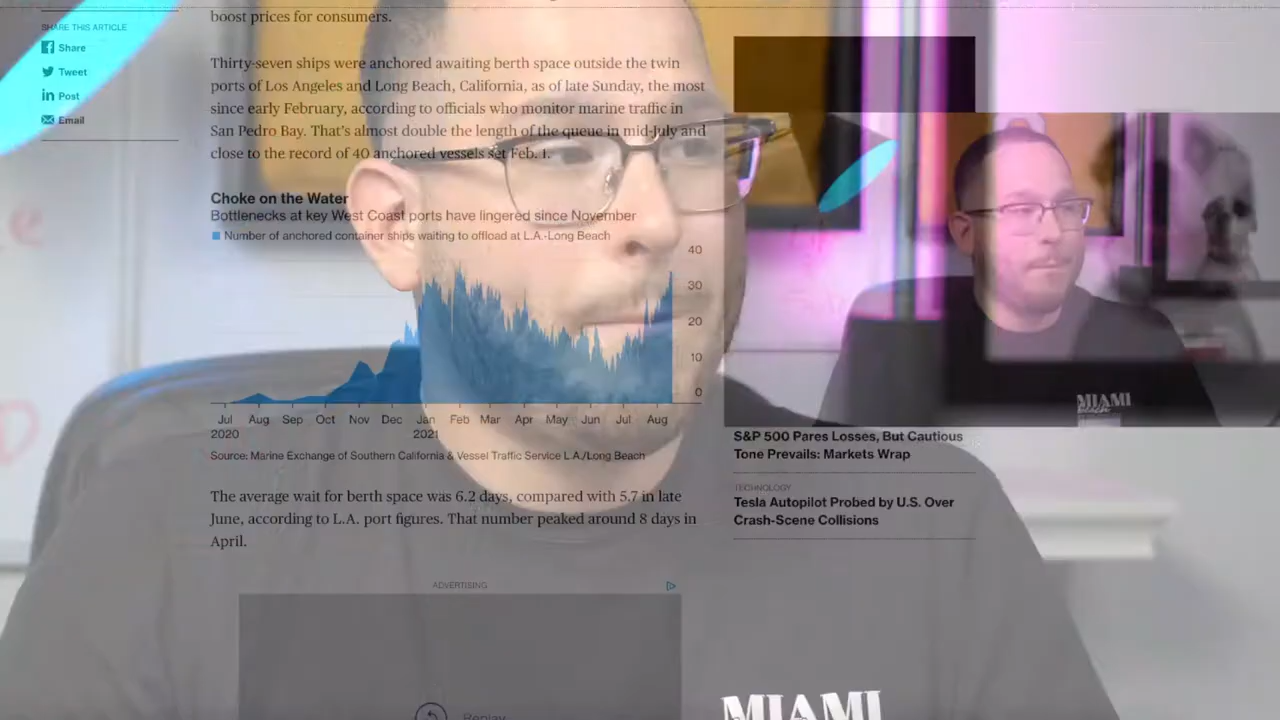 boost prices for consumers.
SHARE THIS ARTICLE
Share
Tweet
Post
Email
Thirty-seven ships were anchored awaiting berth space outside the twin
ports of Los Angeles and Long Beach, California, as of late Sunday, the most
since early February, according to officials who monitor marine traffic in
San Pedro Bay. That's almost double the length of the queue in mid-July and
close to the record of 40 anchored vessels set Feb. 1.
Choke on the Water
Bottlenecks at key West Coast ports have lingered since November
Number of anchored container ships waiting to offload at L.A.-Long Beach
40
30
20
10
0
Jul Aug Sep Oct Nov Dec Jan Feb Mar Apr May Jun Jul Aug
2020 2021
Source: Marine Exchange of Southern California & Vessel Traffic Service L.A./Long Beach
The average wait for berth space was 6.2 days, compared with 5.7 in late
June, according to L.A. port figures. That number peaked around 8 days in
April.
ADVERTISING
Replay
MIAMI
S&P 500 Pares Losses, But Cautious
Tone Prevails: Markets Wrap
TECHNOLOGY
Tesla Autopilot Probed by U.S. Over
Crash-Scene Collisions
MIAMI